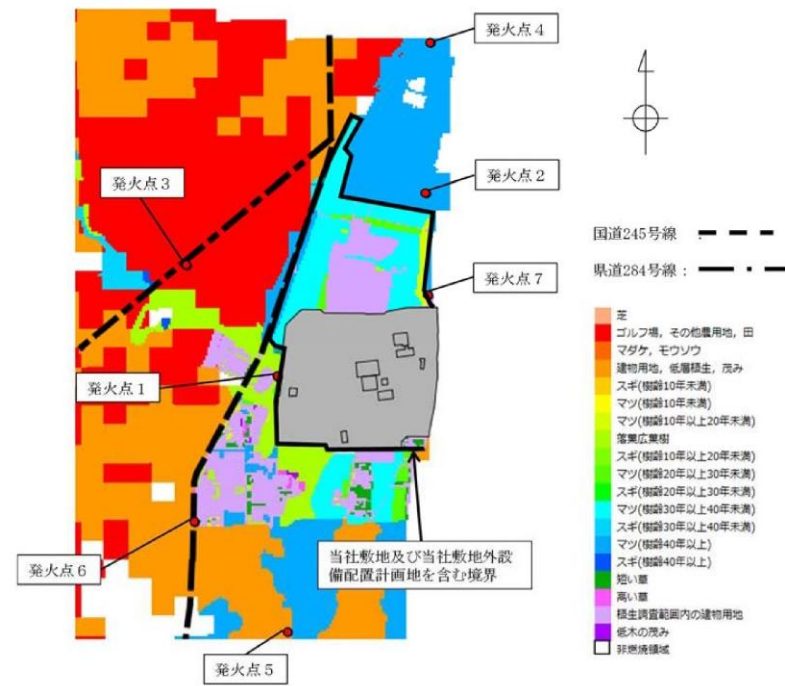 発火点4
発火点2
発火点3
国道245号線 :
県道284号線 :
発火点7
芝
ゴルフ場，その他農用地，田
マダケ，モウソウ
建物用地，低層植生，茂み
スギ(樹齢10年未満)
マツ(樹齢10年未満)
マツ(樹齢10年以上20年未満)
落葉広葉樹
スギ(樹齢10年以上20年未満)
マツ(樹齢20年以上30年未満)
スギ(樹齢20年以上30年未満)
マツ(樹齢30年以上40年未満)
スギ(樹齢30年以上40年未満)
マツ(樹齢40年以上)
スギ(樹齢40年以上)
短い草
高い草
植生調査範囲内の建物用地
低木の茂み
非燃焼領域
発火点1
当社敷地及び当社敷地外設
備配置計画地を含む境界
発火点6
発火点5